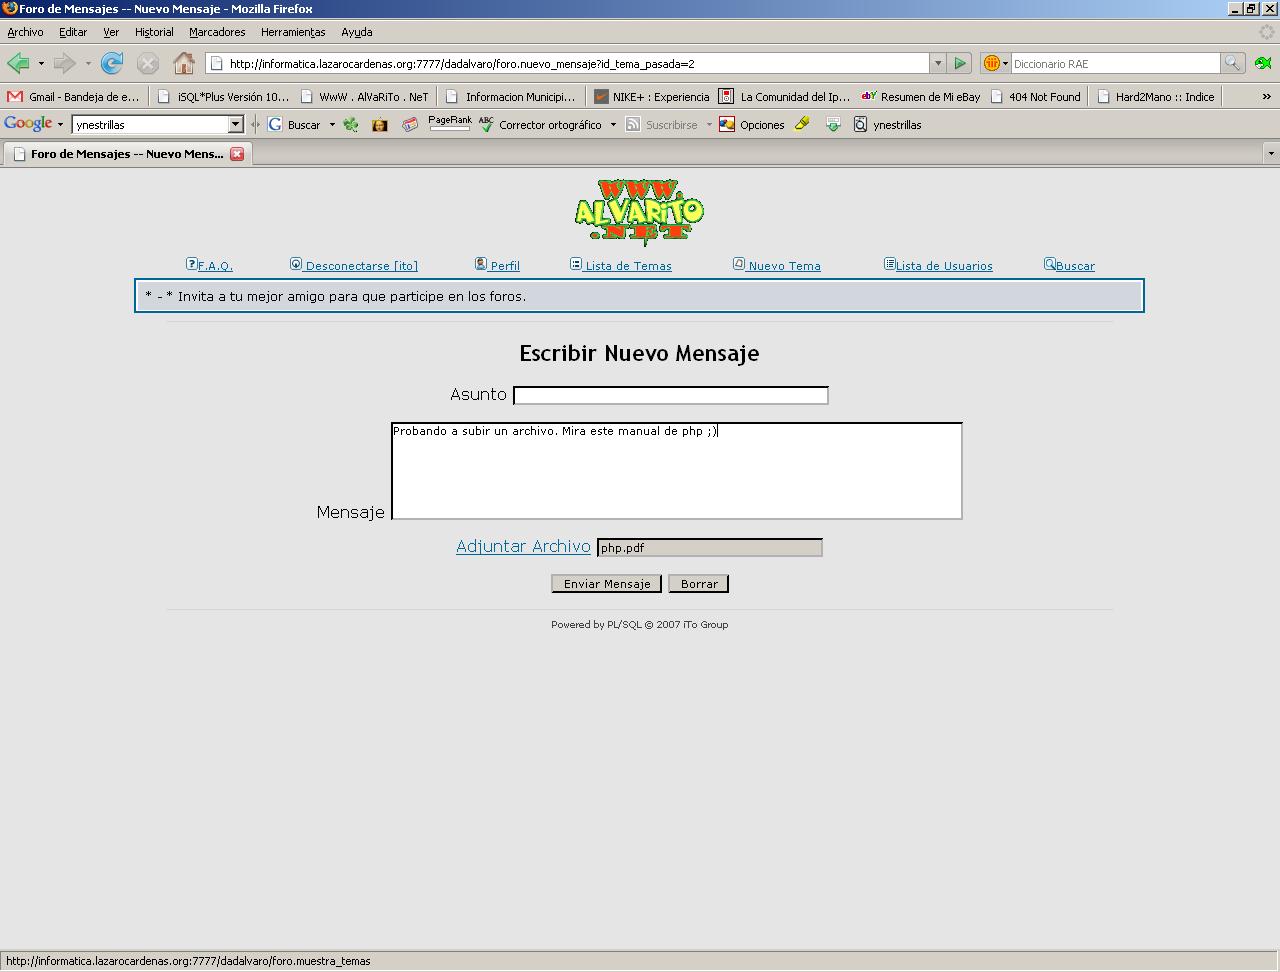 Foro de Mensajes -- Nuevo Mensaje - Mozilla Firefox
Archivo Editar Ver Historial Marcadores Herramientas Ayuda
http://informatica.lazarocardenas.org:7777/dadalvaro/foro.nuevo_mensaje?id_tema_pasada=2 Diccionario RAE
Gmail - Bandeja de e... iSQL*Plus Versión 10... WwW . AlVaRiTo . NeT Informacion Municipi... NIKE+ : Experiencia La Comunidad del Ip... Resumen de Mi eBay 404 Not Found Hard2Mano :: Indice »
Google ynestrillas Buscar PageRank Corrector ortográfico Suscribirse Opciones ynestrillas
Foro de Mensajes -- Nuevo Mens...
WWW.
ALVARiTO
.NET
F.A.Q. Desconectarse [ito] Perfil Lista de Temas Nuevo Tema Lista de Usuarios Buscar
* - * Invita a tu mejor amigo para que participe en los foros.
Escribir Nuevo Mensaje
Asunto
Probando a subir un archivo. Mira este manual de php ;)
Mensaje
Adjuntar Archivo php.pdf
Enviar Mensaje Borrar
Powered by PL/SQL © 2007 iTo Group
http://informatica.lazarocardenas.org:7777/dadalvaro/foro.muestra_temas